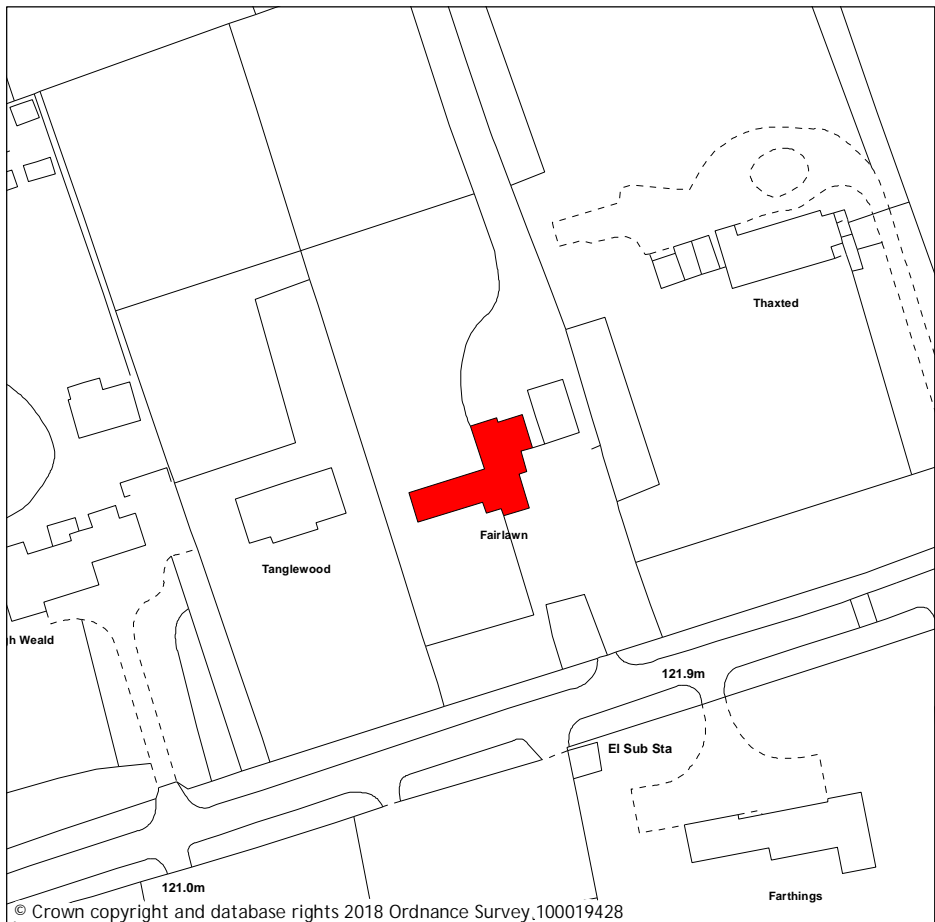 Thaxted
Fairlawn
Tanglewood
gh Weald
121.9m
El Sub Sta
121.0m
Farthings
© Crown copyright and database rights 2018 Ordnance Survey 100019428